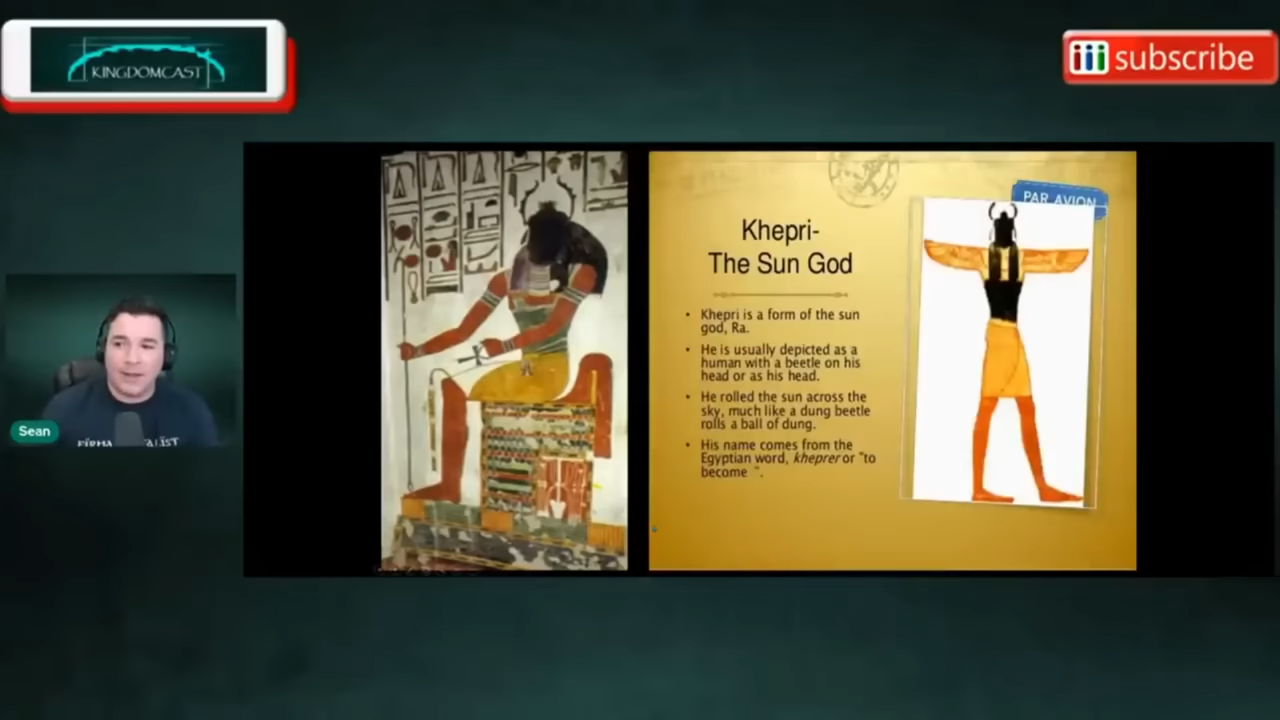 KINGDOMCAST
subscribe
Sean
PAR AVION
Khepri-
The Sun God
• Khepri is a form of the sun
god, Ra.
• He is usually depicted as a
human with a beetle on his
head or as his head.
• He rolled the sun across the
sky, much like a dung beetle
rolls a ball of dung.
• His name comes from the
Egyptian word, kheprer or "to
become ".